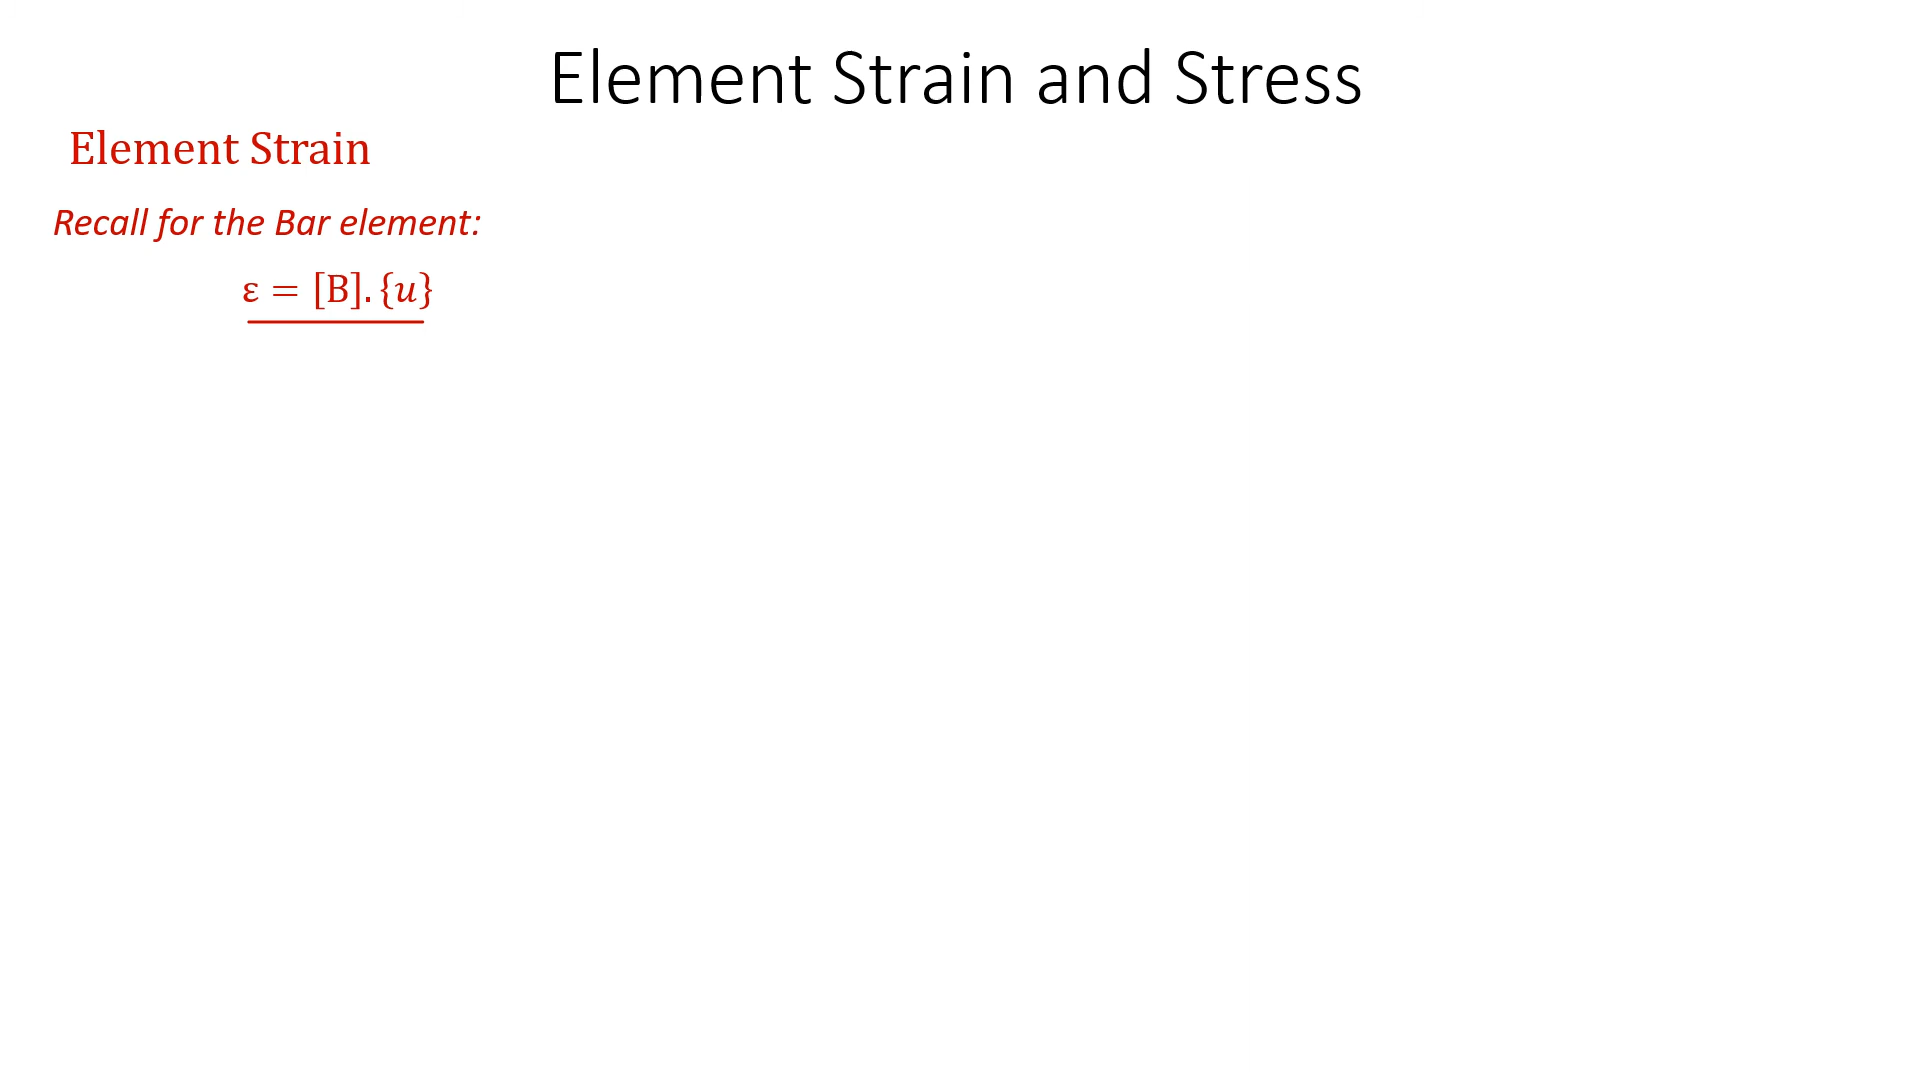 Element Strain and Stress
Element Strain
Recall for the Bar element:
ε = [B]. {u}